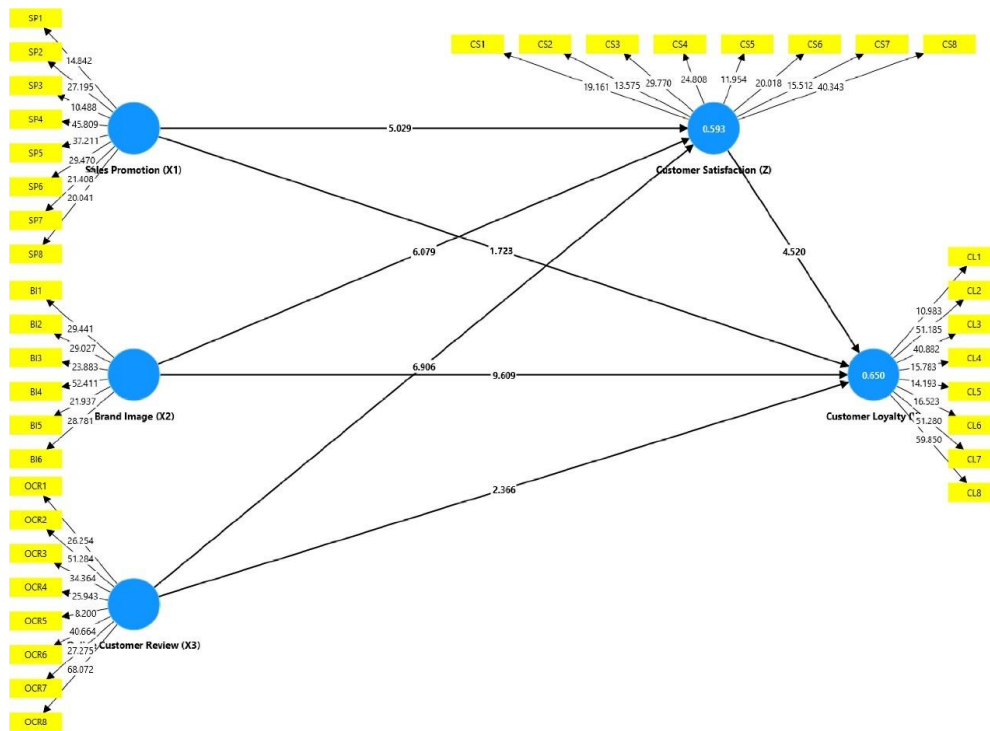 SP1
SP2
SP3
SP4
SP5
SP6
SP7
SP8
14.842
27.195
10.488
45.809
37.211
29.470
21.408
20.041
Sales Promotion (X1)
BI1
BI2
BI3
BI4
BI5
BI6
29.441
29.027
23.883
52.411
21.937
28.781
Brand Image (X2)
OCR1
OCR2
OCR3
OCR4
OCR5
OCR6
OCR7
OCR8
26.254
51.284
34.364
25.943
8.200
40.664
27.275
68.072
Customer Review (X3)
CS1
CS2
CS3
CS4
CS5
CS6
CS7
CS8
19.161
13.575
29.770
24.808
11.954
20.018
15.512
40.343
0.593
Customer Satisfaction (Z)
5.029
6.079
1.723
4.520
6.906
9.609
2.366
CL1
CL2
CL3
CL4
CL5
CL6
CL7
CL8
10.983
51.185
40.882
15.783
14.193
16.523
51.280
59.850
0.650
Customer Loyalty